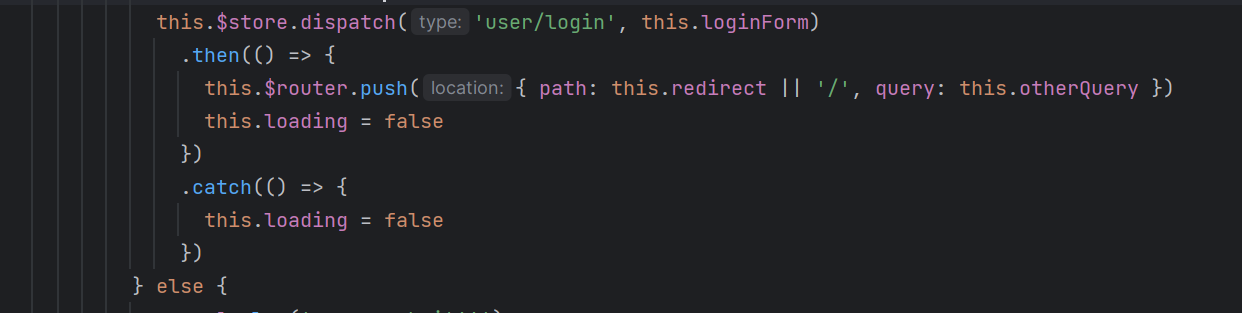 this.$store.dispatch( type: 'user/login', this.loginForm)
.then(() => {
this.$router.push( location: { path: this.redirect || '/', query: this.otherQuery })
this.loading = false
})
.catch(() => {
this.loading = false
})
} else {